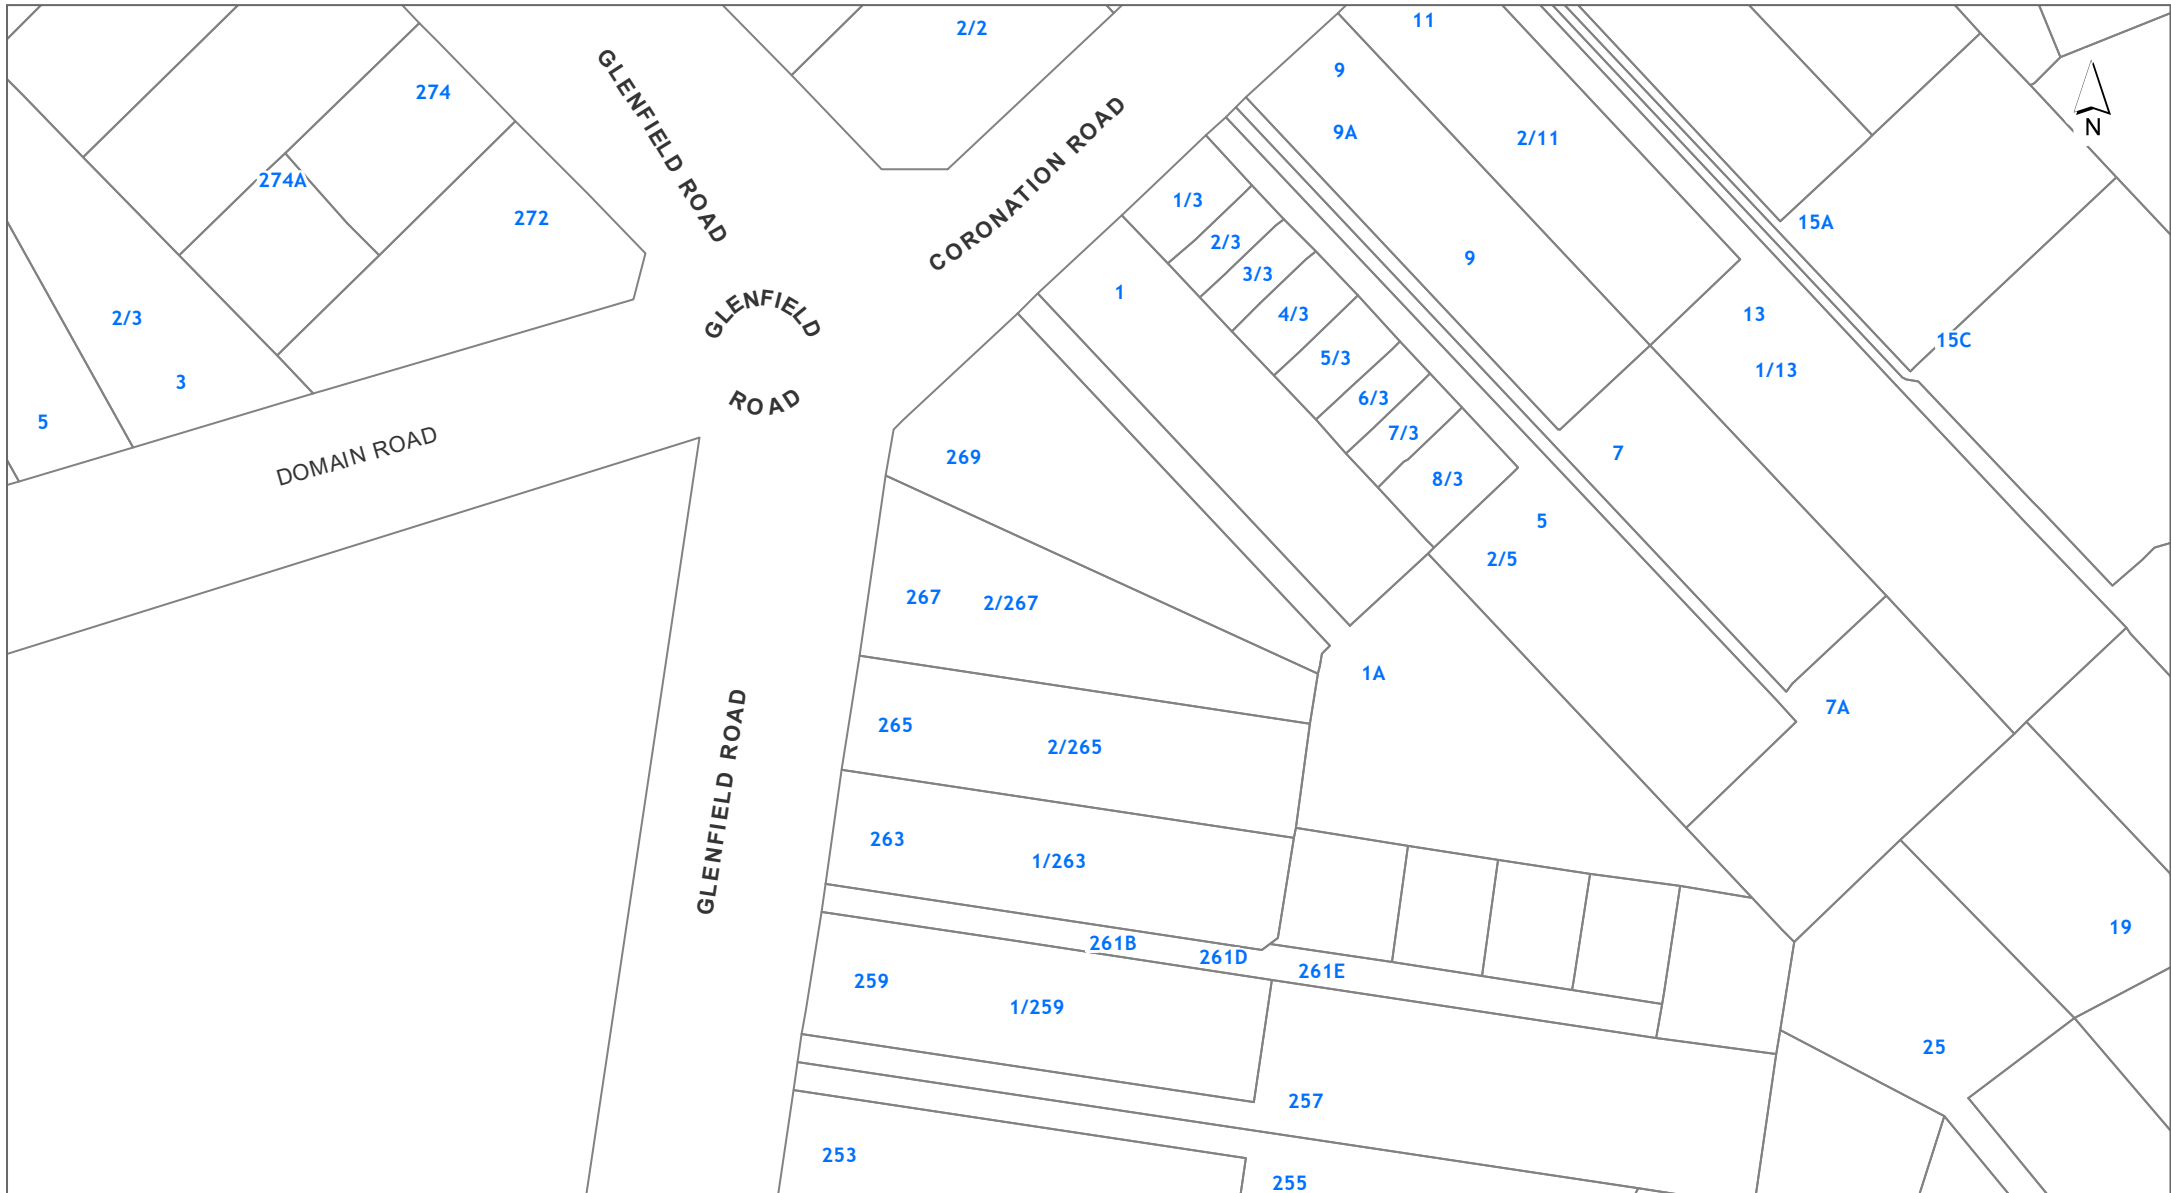 11
2/2
9
274
9A
2/11
N
274A
1/3
272
15A
GLENFIELD ROAD
CORONATION ROAD
2/3
9
3/3
1
2/3
4/3
13
GLENFIELD
ROAD
15C
5/3
1/13
3
6/3
5
7/3
DOMAIN ROAD
7
269
8/3
5
2/5
267
2/267
1A
7A
265
2/265
GLENFIELD ROAD
263
1/263
19
261B
261D
261E
259
1/259
25
257
253
255